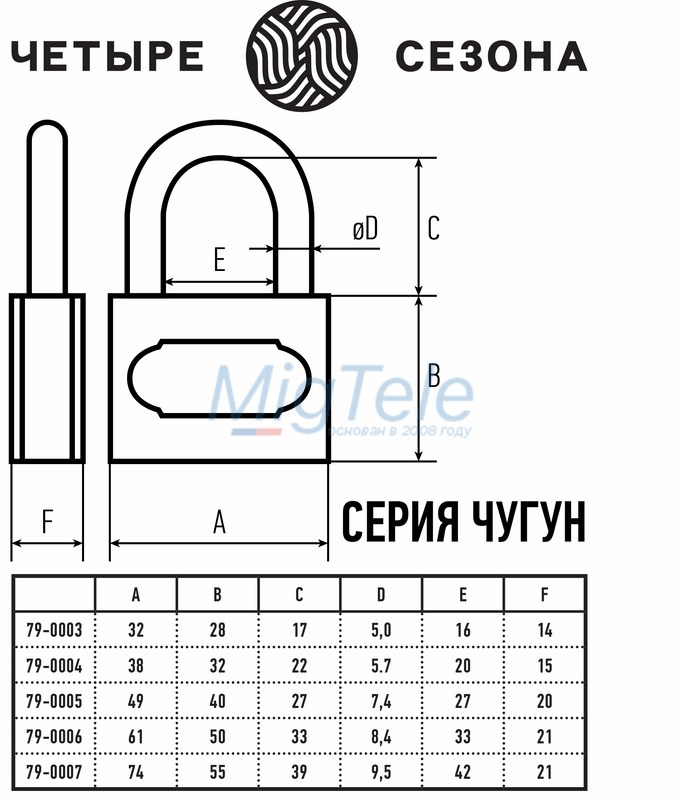 ЧЕТЫРЕ СЕЗОНА
øD
C
E
B
MigTele
основан в 2008 году
F
A
СЕРИЯ ЧУГУН
A B C D E F
79-0003 32 28 17 5,0 16 14
79-0004 38 32 22 5.7 20 15
79-0005 49 40 27 7,4 27 20
79-0006 61 50 33 8,4 33 21
79-0007 74 55 39 9,5 42 21